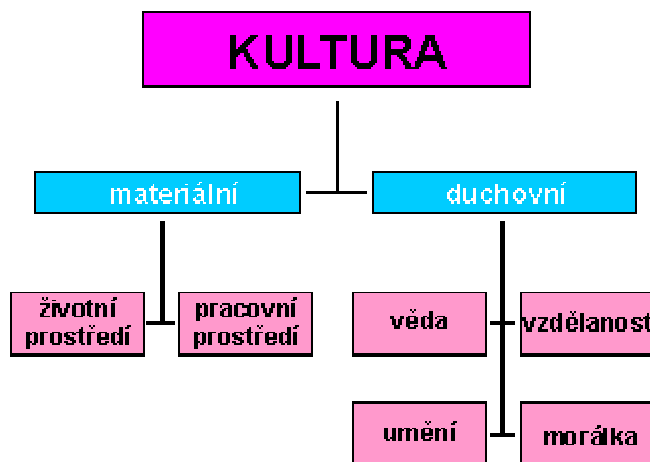 KULTURA
materiální
duchovní
životní
prostředí
pracovní
prostředí
věda
vzdělanost
umění
morálka